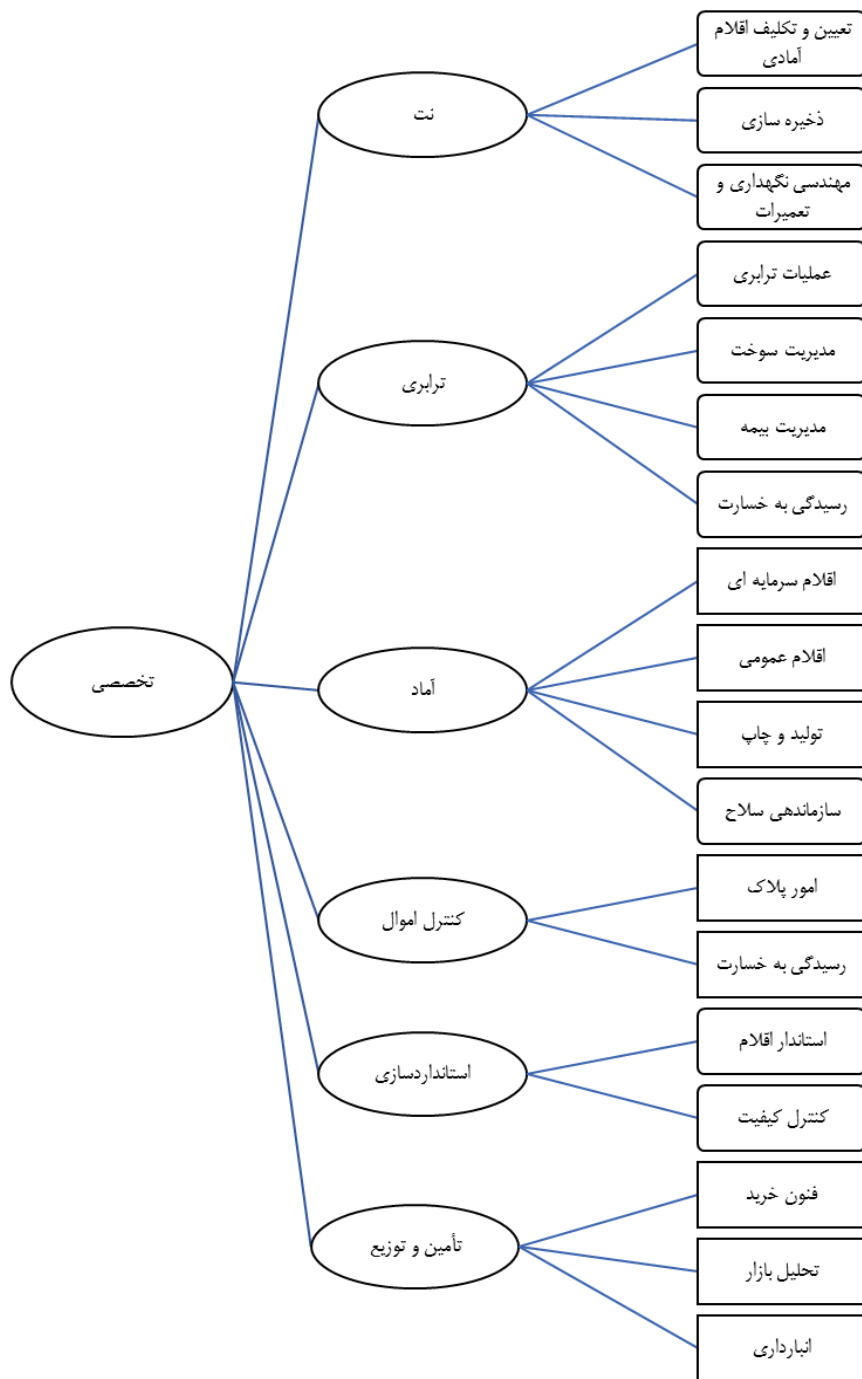 تعیین و تکلیف اقلام
آمادی
ذخیره سازی
مهندسی نگهداری و
تعمیرات
نت
عملیات ترابری
مدیریت سوخت
مدیریت بیمه
رسیدگی به خسارت
ترابری
اقلام سرمایه ای
اقلام عمومی
تولید و چاپ
سازماندهی سلاح
آماد
تخصصی
امور پلاک
رسیدگی به خسارت
کنترل اموال
استاندار اقلام
کنترل کیفیت
استانداردسازی
فنون خرید
تحلیل بازار
انبارداری
تأمین و توزیع